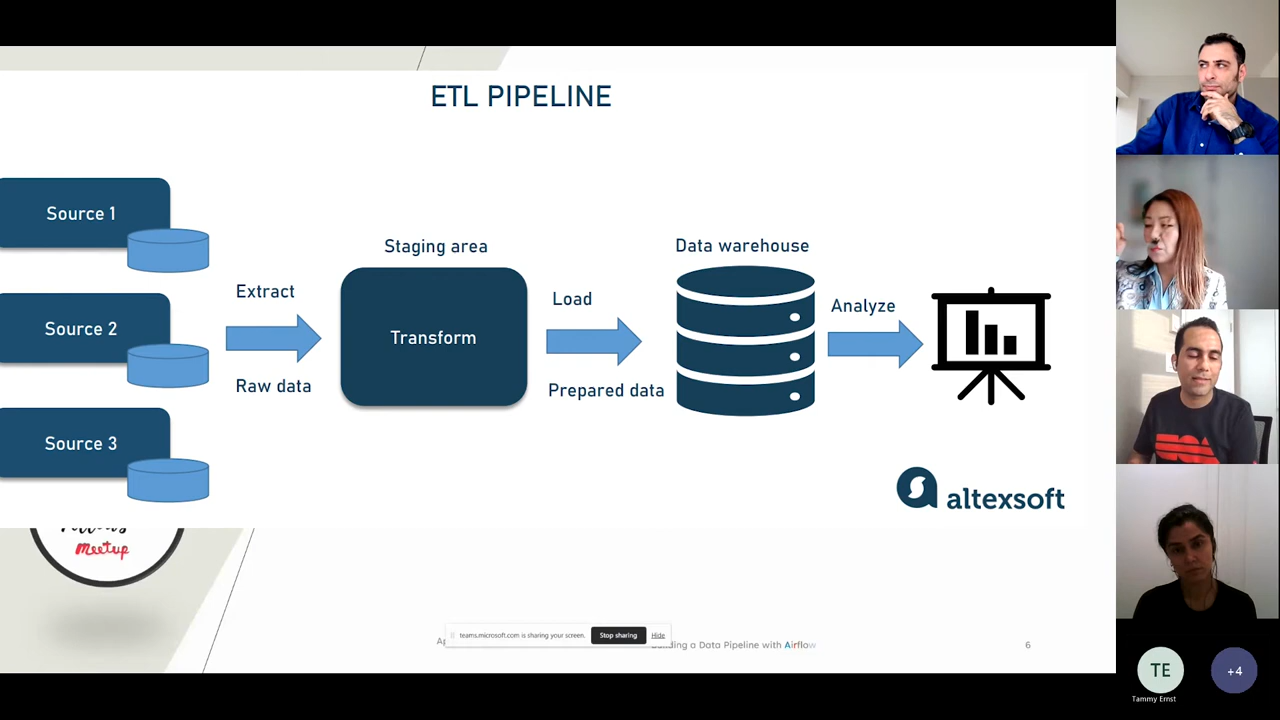 ETL PIPELINE
Source 1
Source 2
Source 3
Extract
Raw data
Staging area
Transform
Load
Prepared data
Data warehouse
Analyze
altexsoft
meetup
teams.microsoft.com is sharing your screen.
Stop sharing
Hide
a Data Pipeline with Airflow
6
TE
Tammy Ernst
+4